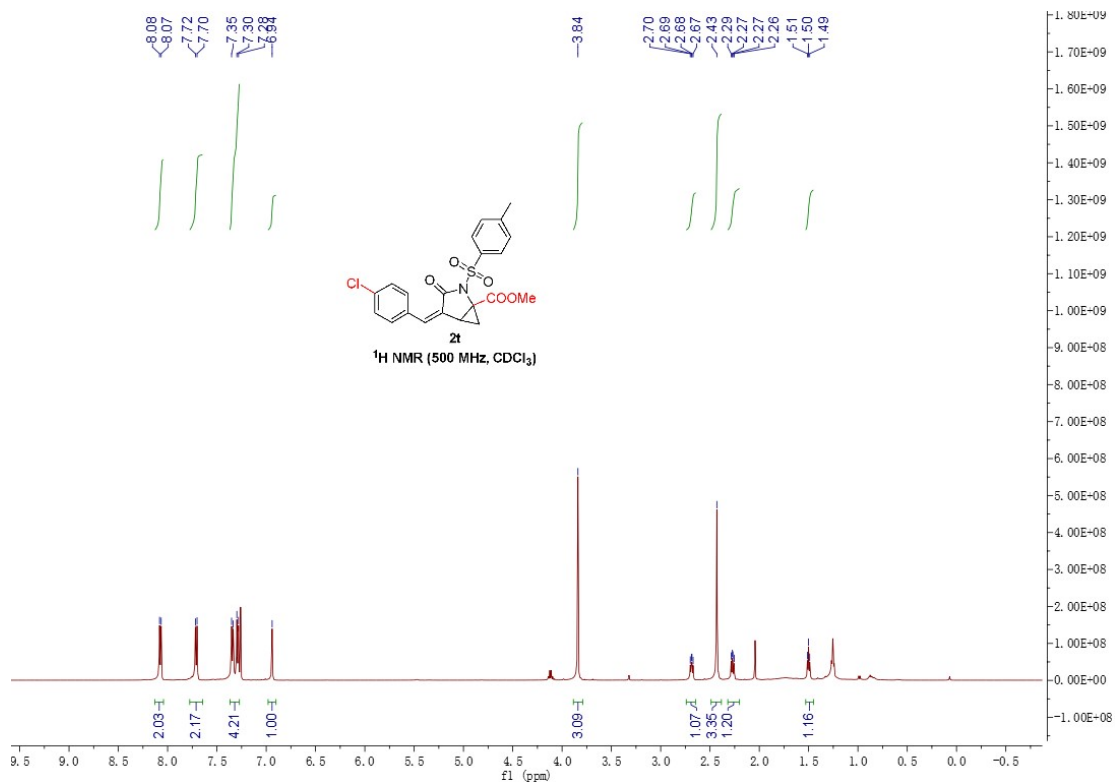 8.08
8.07
7.72
7.70
7.35
7.30
7.28
6.94
3.84
2.70
2.69
2.68
2.67
2.43
2.29
2.27
2.27
2.26
1.51
1.50
1.49
1.80E+09
1.70E+09
1.60E+09
1.50E+09
1.40E+09
1.30E+09
1.20E+09
1.10E+09
1.00E+09
9.00E+08
8.00E+08
7.00E+08
6.00E+08
5.00E+08
4.00E+08
3.00E+08
2.00E+08
1.00E+08
0.00E+00
-1.00E+08
O
O
S
O
N
Cl
COOMe
2t
¹H NMR (500 MHz, CDCl₃)
2.03
2.17
4.21
1.00
3.09
1.07
3.35
1.20
1.16
9.5 9.0 8.5 8.0 7.5 7.0 6.5 6.0 5.5 5.0 4.5 4.0 3.5 3.0 2.5 2.0 1.5 1.0 0.5 0.0 -0.5
f1 (ppm)